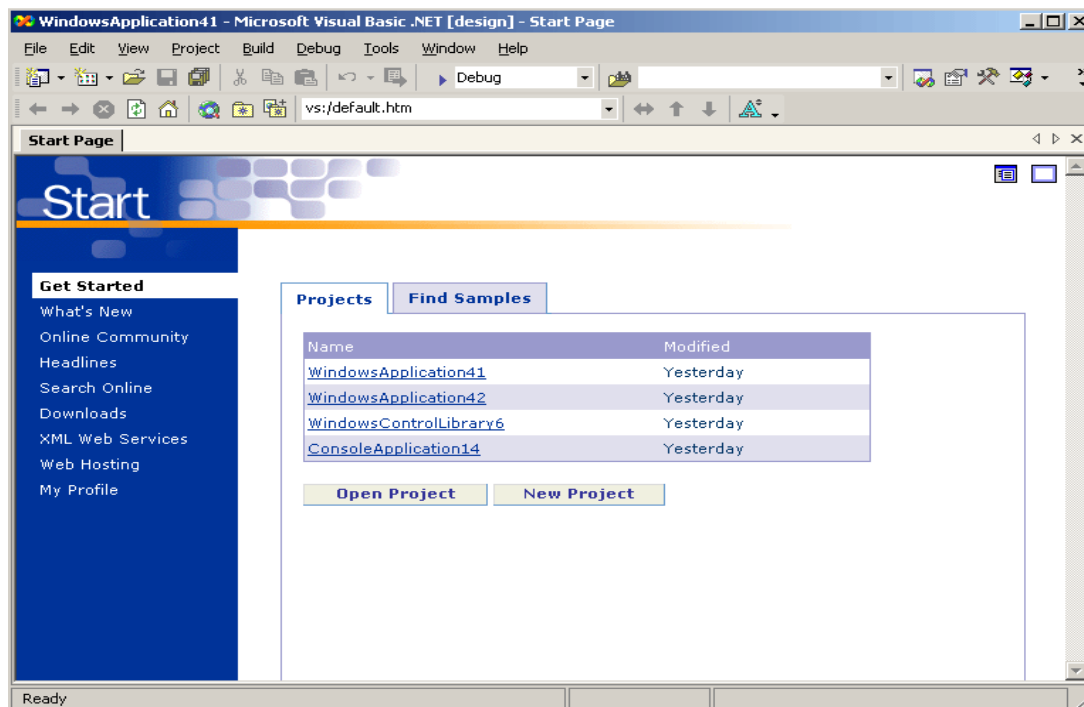 WindowsApplication41 - Microsoft Visual Basic .NET [design] - Start Page
File Edit View Project Build Debug Tools Window Help
Debug
vs:/default.htm
Start Page
Start
Get Started
What's New
Online Community
Headlines
Search Online
Downloads
XML Web Services
Web Hosting
My Profile
Projects Find Samples
Name Modified
WindowsApplication41 Yesterday
WindowsApplication42 Yesterday
WindowsControlLibrary6 Yesterday
ConsoleApplication14 Yesterday
Open Project New Project
Ready